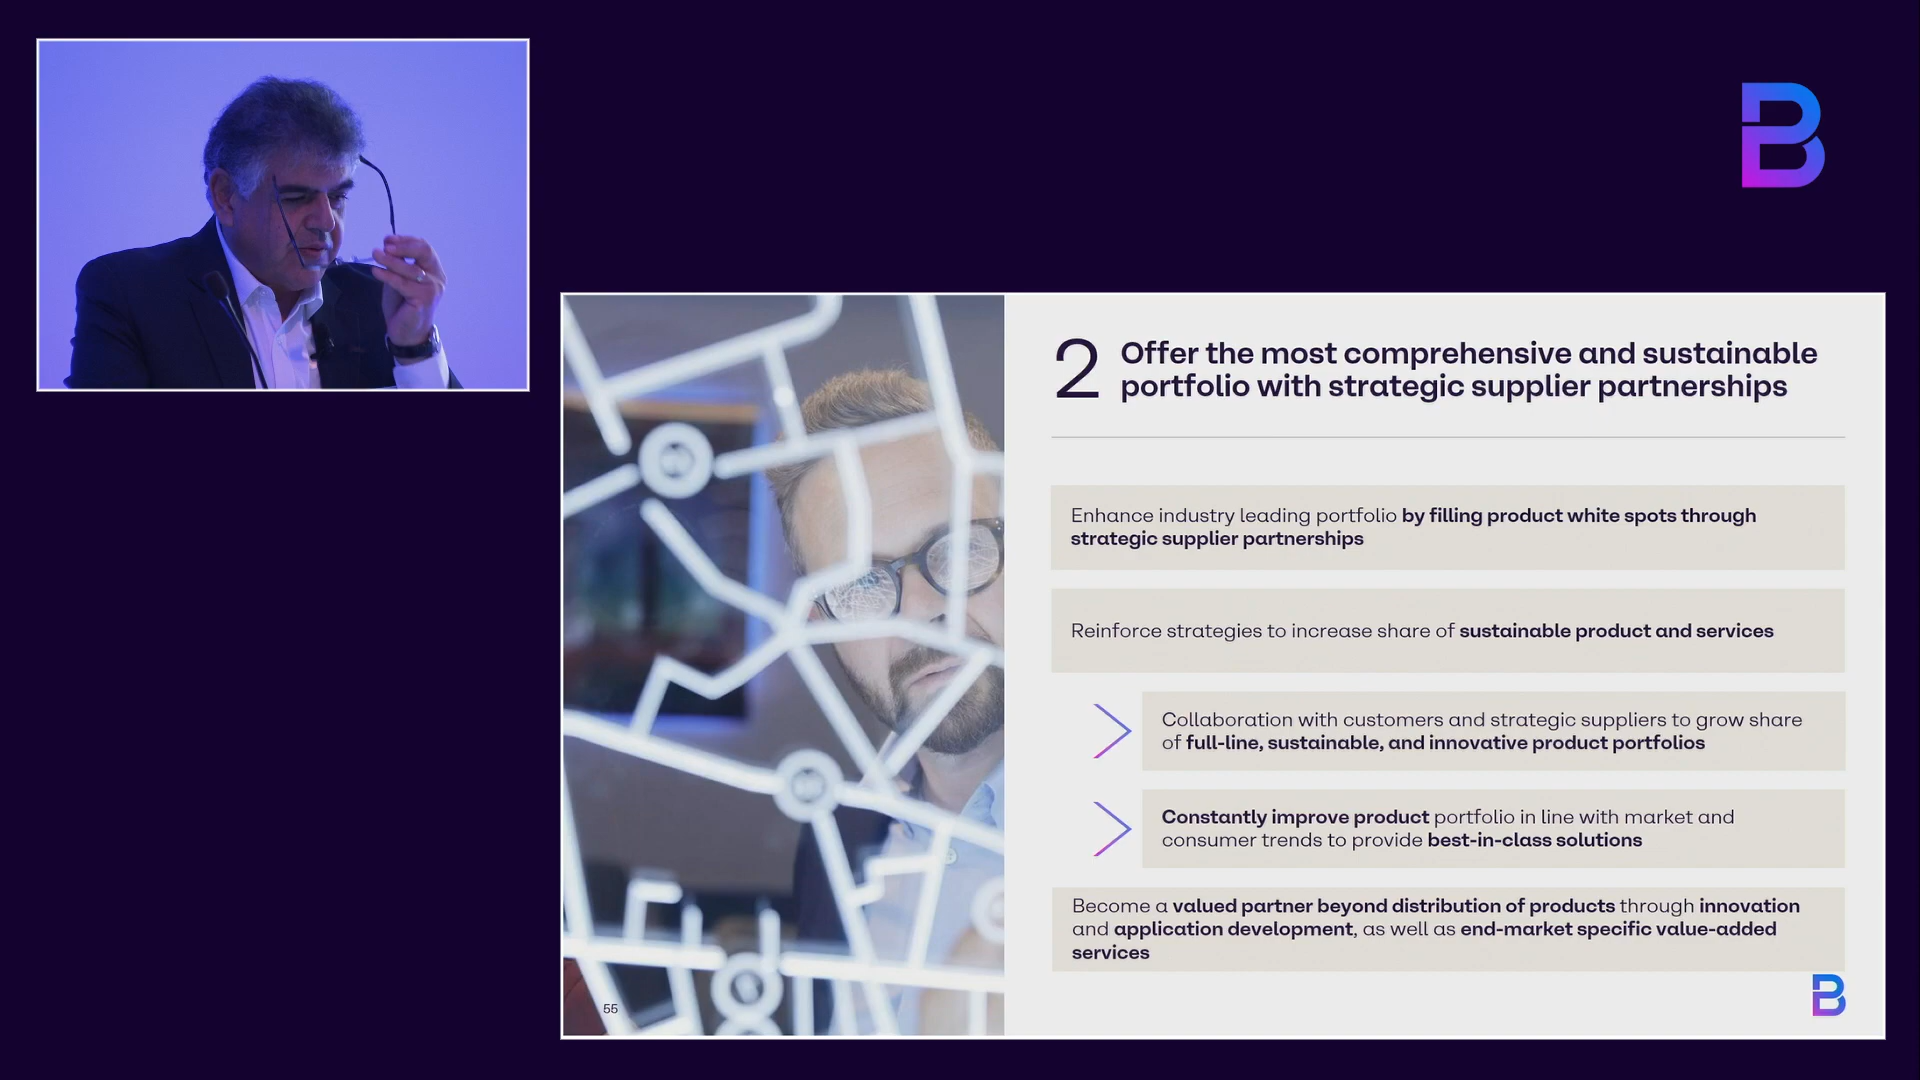 B
2
Offer the most comprehensive and sustainable
portfolio with strategic supplier partnerships
Enhance industry leading portfolio by filling product white spots through
strategic supplier partnerships
Reinforce strategies to increase share of sustainable product and services
Collaboration with customers and strategic suppliers to grow share
of full-line, sustainable, and innovative product portfolios
Constantly improve product portfolio in line with market and
consumer trends to provide best-in-class solutions
Become a valued partner beyond distribution of products through innovation
and application development, as well as end-market specific value-added
services
55
B